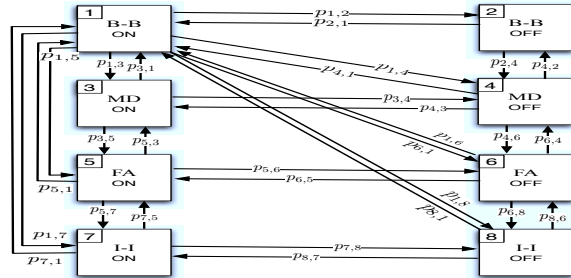 1 B-B ON
p1,2
p2,1
2 B-B OFF
p1,5
p1,3
p3,1
p4,1
p1,4
p2,4
p4,2
3 MD ON
p3,4
p4,3
4 MD OFF
p3,5
p5,3
p1,6
p6,1
p4,6
p6,4
5 FA ON
p5,6
p6,5
6 FA OFF
p5,1
p5,7
p7,5
p1,8
p8,1
p6,8
p8,6
p1,7
7 I-I ON
p7,8
p8,7
8 I-I OFF
p7,1